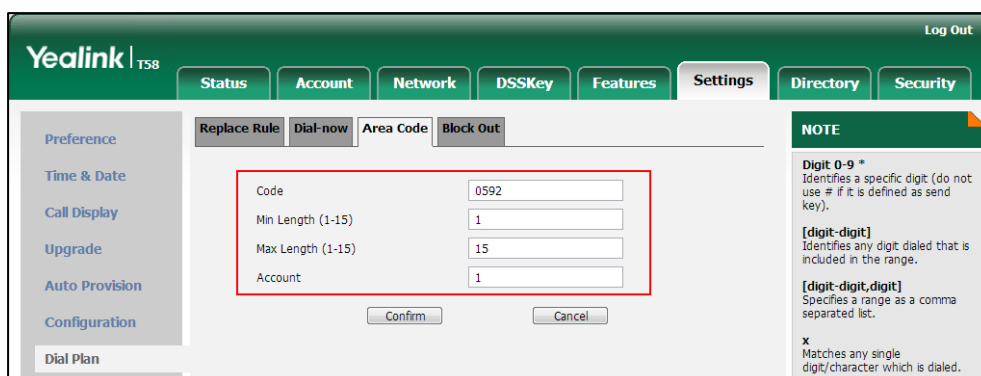 Log Out
Yealink T58
Status Account Network DSSKey Features Settings Directory Security
Preference
Time & Date
Call Display
Upgrade
Auto Provision
Configuration
Dial Plan
Replace Rule Dial-now Area Code Block Out
Code 0592
Min Length (1-15) 1
Max Length (1-15) 15
Account 1
Confirm Cancel
NOTE
Digit 0-9 *
Identifies a specific digit (do not
use # if it is defined as send
key).
[digit-digit]
Identifies any digit dialed that is
included in the range.
[digit-digit,digit]
Specifies a range as a comma
separated list.
x
Matches any single
digit/character which is dialed.